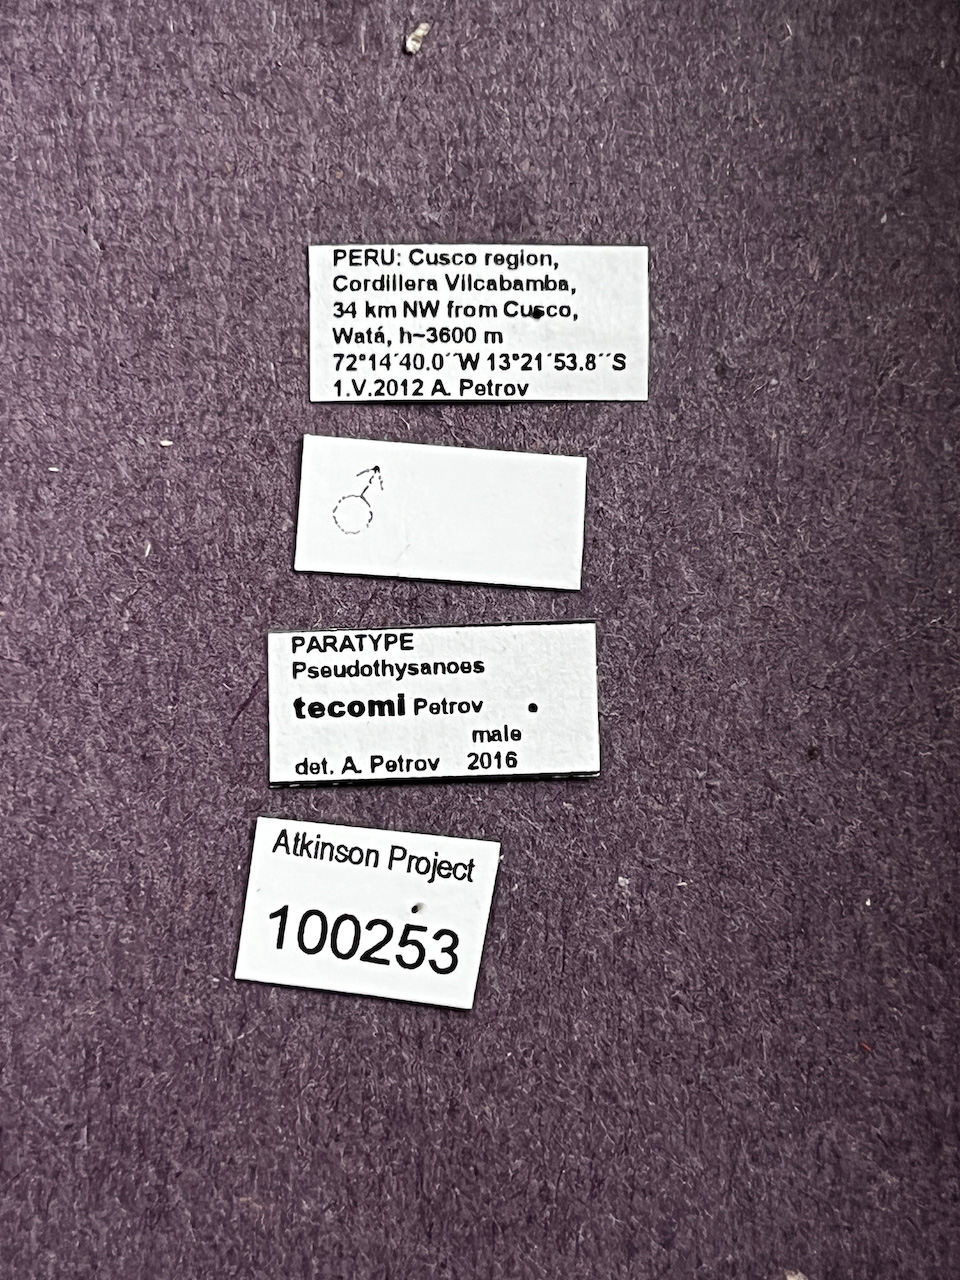 PERU: Cusco region,
Cordillera Vilcabamba,
34 km NW from Cusco,
Watá, h~3600 m
72°14´40.0´´W 13°21´53.8´´S
1.V.2012 A. Petrov
♂
PARATYPE
Pseudothysanoes
tecomi Petrov
male
det. A. Petrov 2016
Atkinson Project
100253